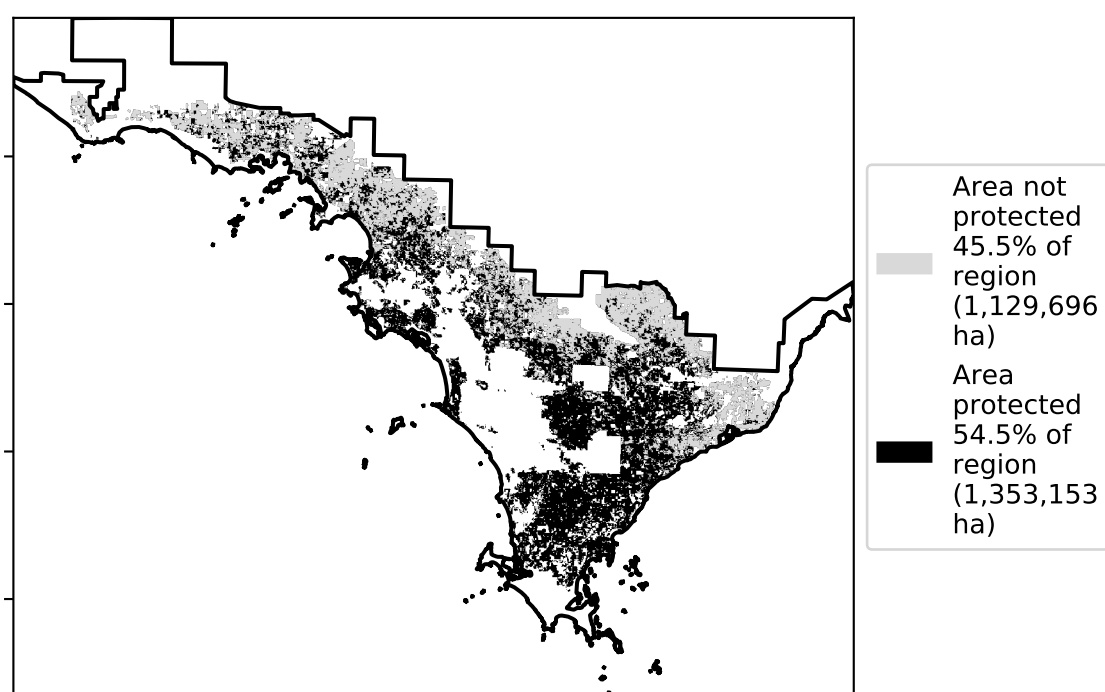 Area not
protected
45.5% of
region
(1,129,696
ha)
Area
protected
54.5% of
region
(1,353,153
ha)